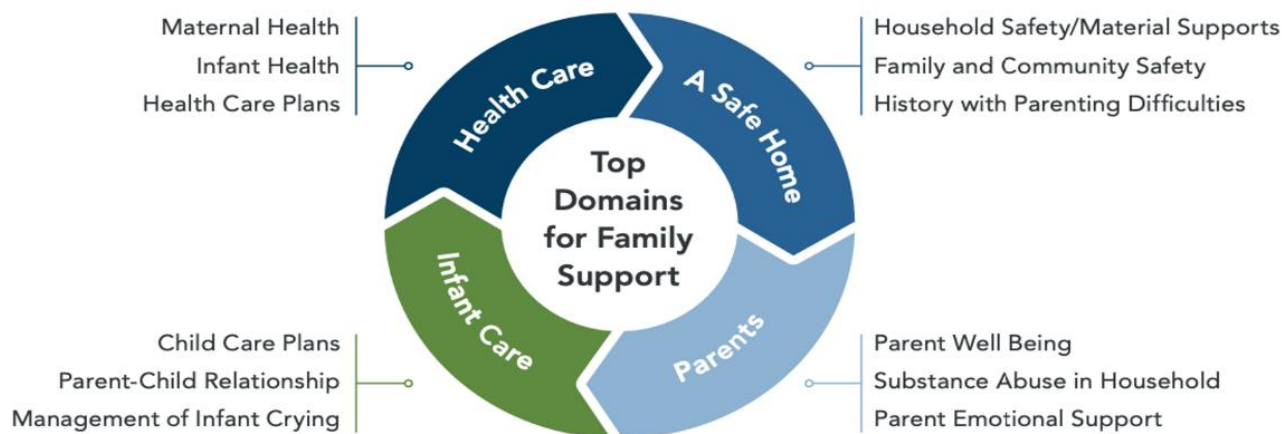 Maternal Health
Infant Health
Health Care Plans
Health Care
A Safe Home
Household Safety/Material Supports
Family and Community Safety
History with Parenting Difficulties
Top
Domains
for Family
Support
Child Care Plans
Parent-Child Relationship
Management of Infant Crying
Infant Care
Parents
Parent Well Being
Substance Abuse in Household
Parent Emotional Support